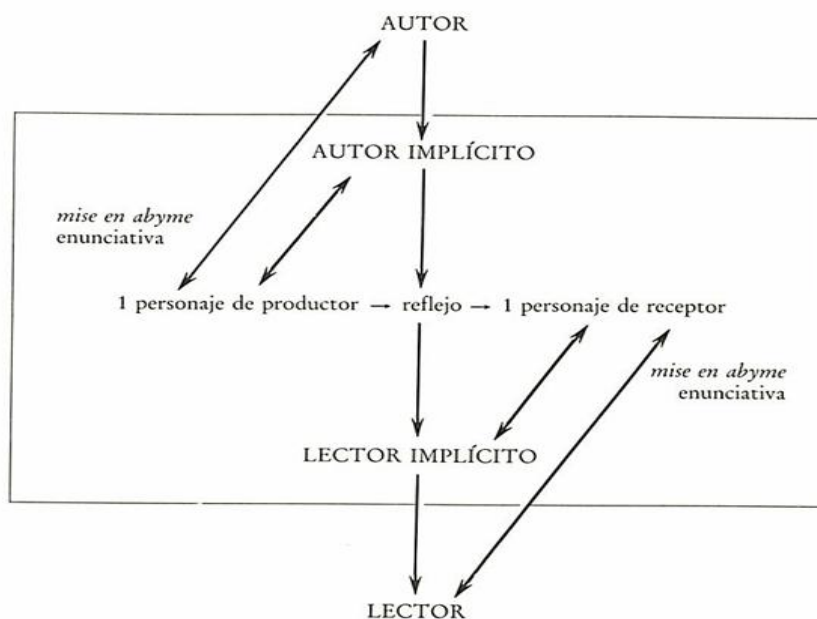 AUTOR
AUTOR IMPLÍCITO
mise en abyme
enunciativa
1 personaje de productor → reflejo → 1 personaje de receptor
mise en abyme
enunciativa
LECTOR IMPLÍCITO
LECTOR